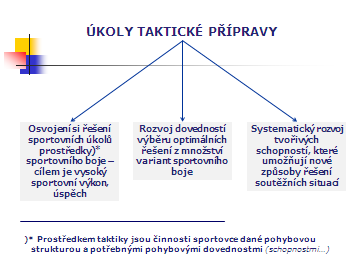 ÚKOLY TAKTICKÉ PŘÍPRAVY
Osvojení si řešení
sportovních úkolů
prostředky)*
sportovního boje –
cílem je vysoký
sportovní výkon,
úspěch
Rozvoj dovedností
výběru optimálních
řešení z množství
variant sportovního
boje
Systematický rozvoj
tvořivých
schopností, které
umožňují nové
způsoby řešení
soutěžních situací
)* Prostředkem taktiky jsou činnosti sportovce dané pohybovou
strukturou a potřebnými pohybovými dovednostmi (schopnostmi…)